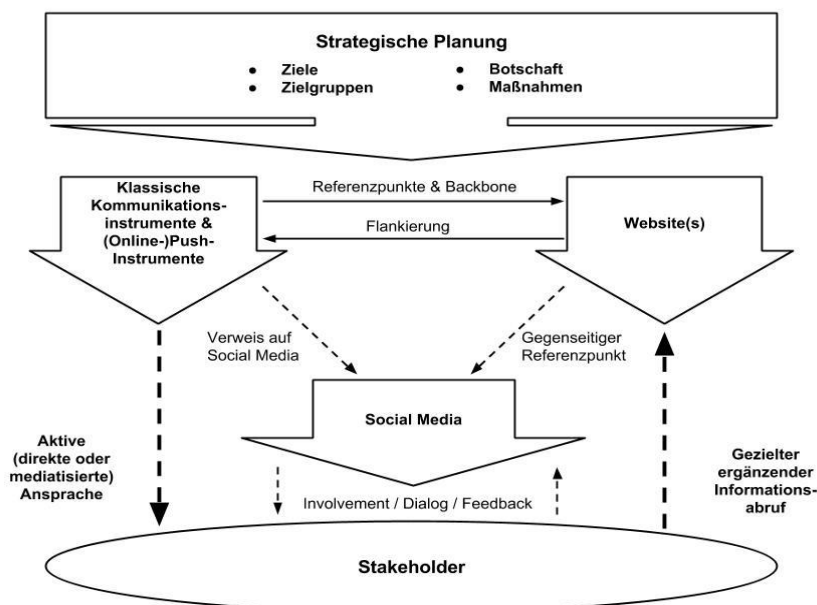 Strategische Planung
● Ziele
● Zielgruppen
● Botschaft
● Maßnahmen
Klassische
Kommunikations-
instrumente &
(Online-)Push-
Instrumente
Referenzpunkte & Backbone
Flankierung
Website(s)
Verweis auf
Social Media
Gegenseitiger
Referenzpunkt
Social Media
Aktive
(direkte oder
mediatisierte)
Ansprache
Involvement / Dialog / Feedback
Gezielter
ergänzender
Informations-
abruf
Stakeholder